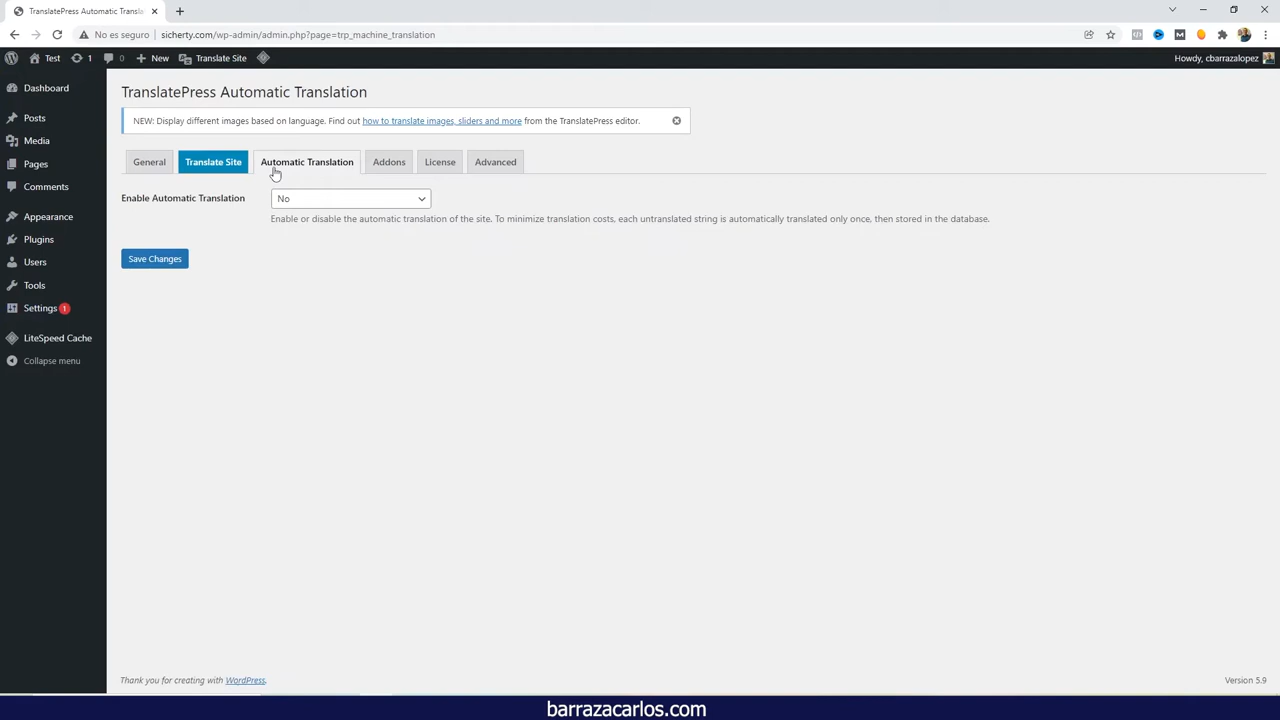 TranslatePress Automatic Transla
No es seguro
sicherty.com/wp-admin/admin.php?page=trp_machine_translation
Test
1
0
New
Translate Site
Howdy, cbarrazalopez
Dashboard
Posts
Media
Pages
Comments
Appearance
Plugins
Users
Tools
Settings 1
LiteSpeed Cache
Collapse menu
TranslatePress Automatic Translation
NEW: Display different images based on language. Find out how to translate images, sliders and more from the TranslatePress editor.
General
Translate Site
Automatic Translation
Addons
License
Advanced
Enable Automatic Translation
No
Enable or disable the automatic translation of the site. To minimize translation costs, each untranslated string is automatically translated only once, then stored in the database.
Save Changes
Thank you for creating with WordPress.
Version 5.9
barrazacarlos.com